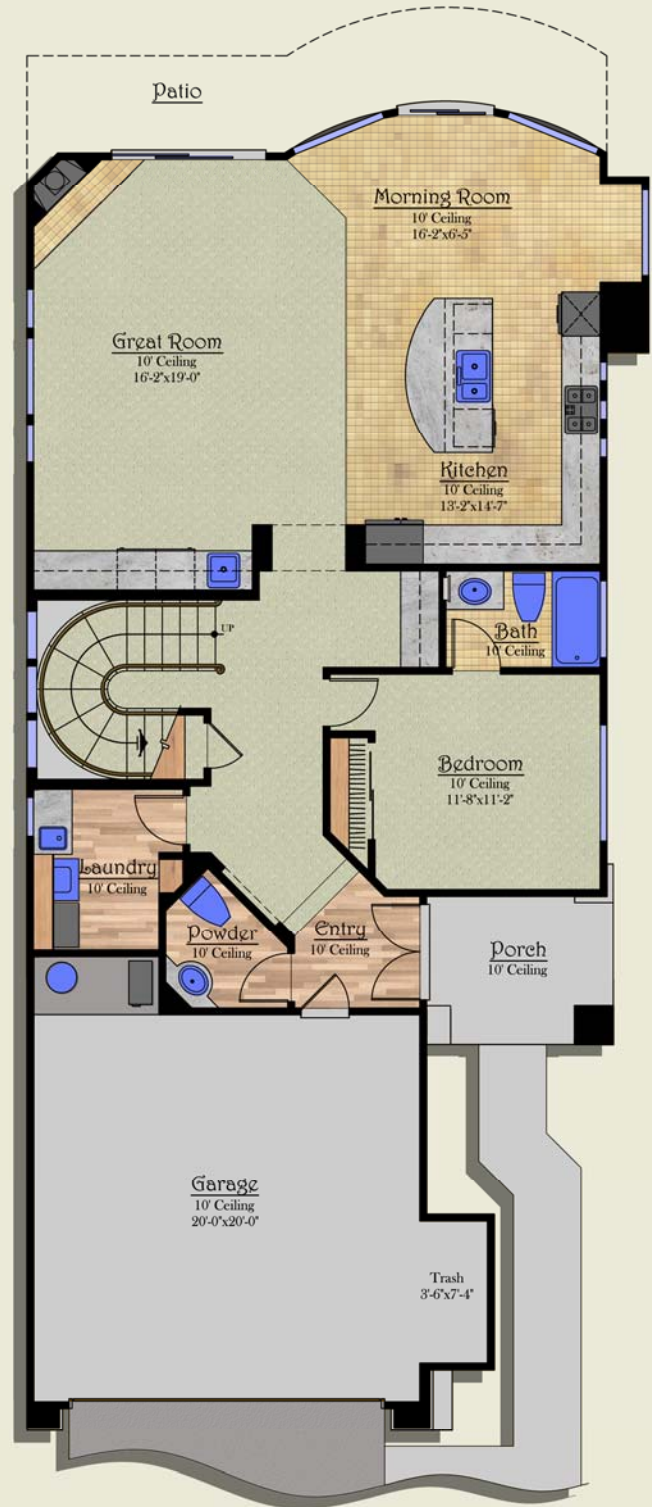 Patio
Morning Room
10' Ceiling
16'-2"x6'-5"
Great Room
10' Ceiling
16'-2"x19'-0"
Kitchen
10' Ceiling
13'-2"x14'-7"
UP
Bath
10' Ceiling
Bedroom
10' Ceiling
11'-8"x11'-2"
Laundry
10' Ceiling
Powder
10' Ceiling
Entry
10' Ceiling
Porch
10' Ceiling
Garage
10' Ceiling
20'-0"x20'-0"
Trash
3'-6"x7'-4"